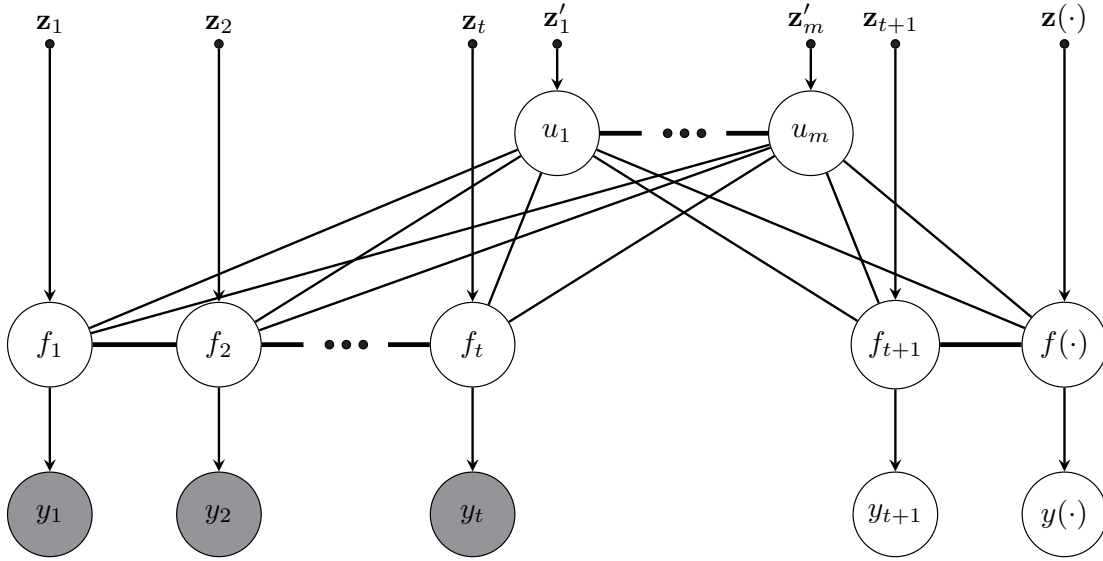 𝐳₁ 𝐳₂ 𝐳ₜ 𝐳′₁ 𝐳′ₘ 𝐳ₜ₊₁ 𝐳(·)
u₁ ••• uₘ
f₁ f₂ ••• fₜ fₜ₊₁ f(·)
y₁ y₂ yₜ yₜ₊₁ y(·)